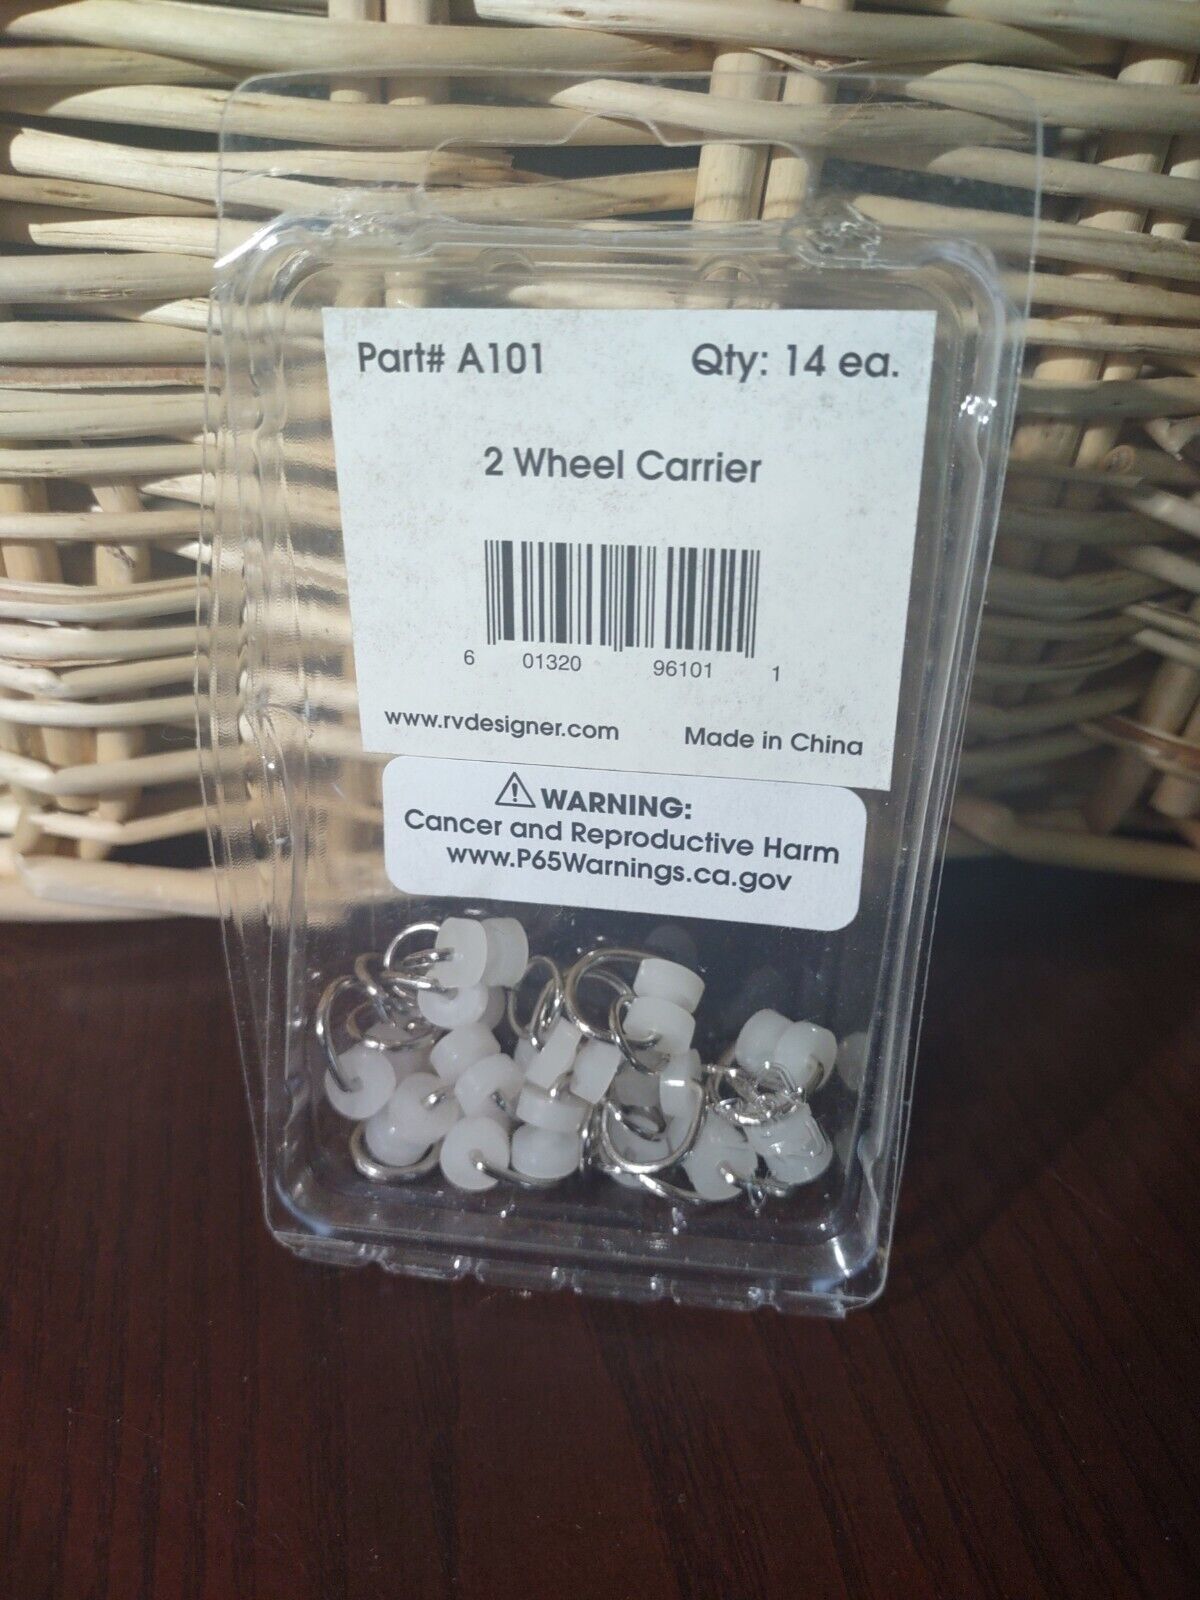 Part# A101 Qty: 14 ea.
2 Wheel Carrier
6 01320 96101 1
www.rvdesigner.com Made in China
⚠ WARNING:
Cancer and Reproductive Harm
www.P65Warnings.ca.gov